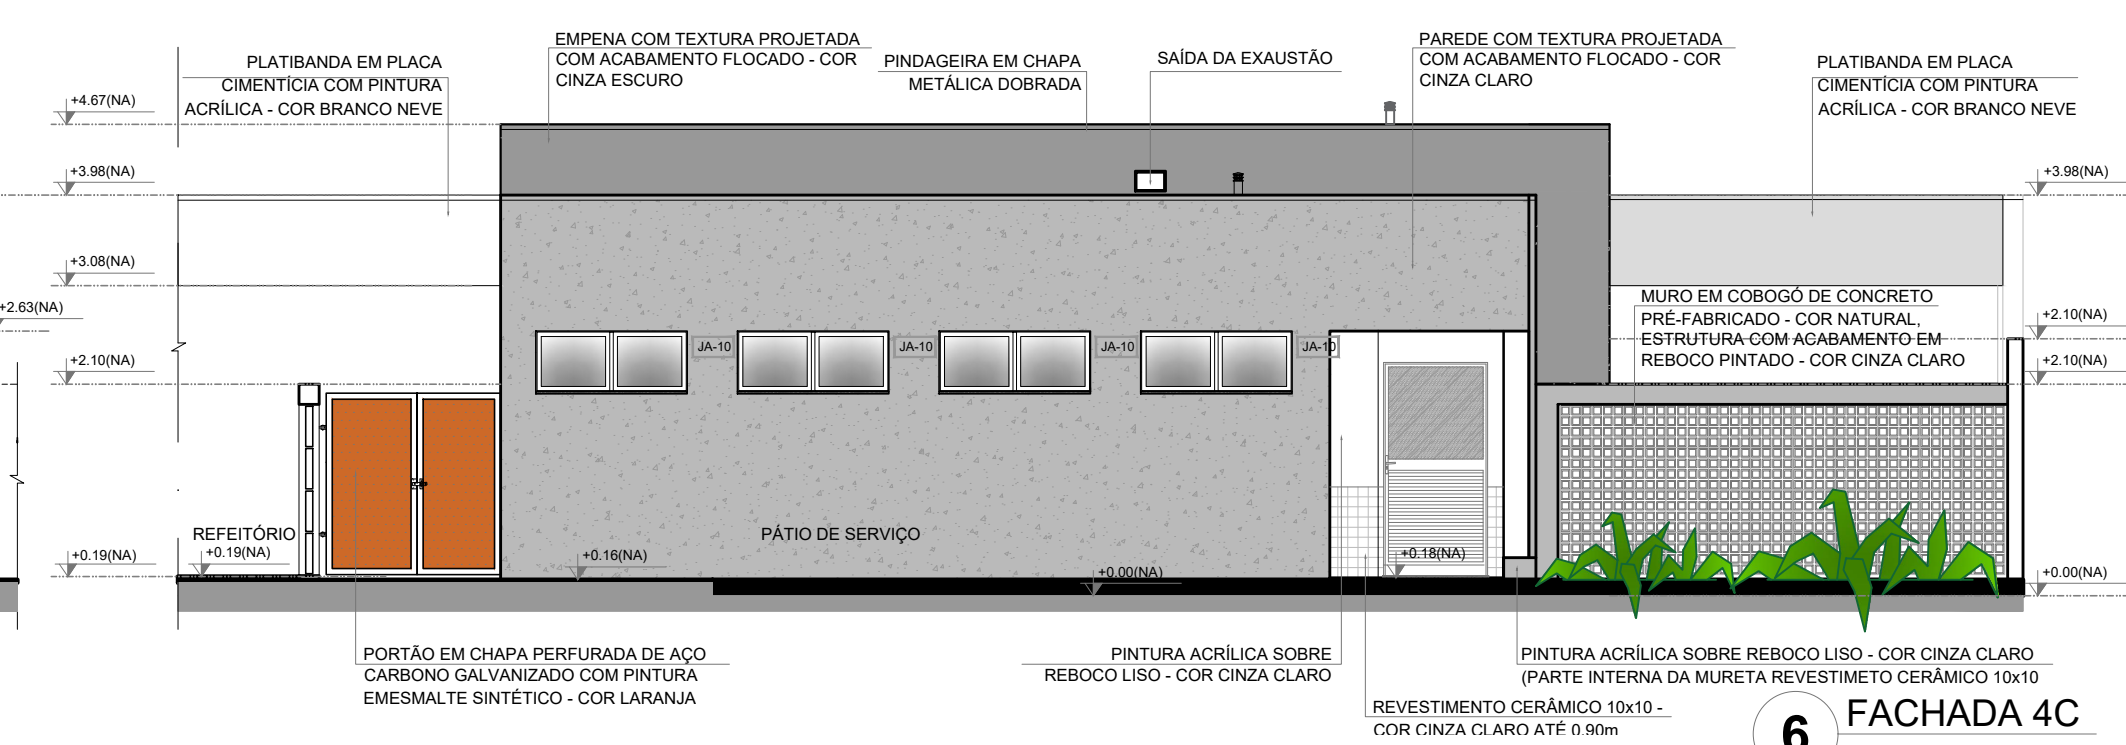 EMPENA COM TEXTURA PROJETADA
COM ACABAMENTO FLOCADO - COR
CINZA ESCURO
PAREDE COM TEXTURA PROJETADA
COM ACABAMENTO FLOCADO - COR
CINZA CLARO
PLATIBANDA EM PLACA
CIMENTÍCIA COM PINTURA
ACRÍLICA - COR BRANCO NEVE
PINDAGEIRA EM CHAPA
METÁLICA DOBRADA
SAÍDA DA EXAUSTÃO
PLATIBANDA EM PLACA
CIMENTÍCIA COM PINTURA
ACRÍLICA - COR BRANCO NEVE
+4.67(NA)
+3.98(NA)
+3.98(NA)
+3.08(NA)
+2.63(NA)
MURO EM COBOGÓ DE CONCRETO
PRÉ-FABRICADO - COR NATURAL,
ESTRUTURA COM ACABAMENTO EM
REBOCO PINTADO - COR CINZA CLARO
+2.10(NA)
JA-10
JA-10
JA-10
JA-10
+2.10(NA)
+2.10(NA)
REFEITÓRIO
PÁTIO DE SERVIÇO
+0.19(NA)
+0.19(NA)
+0.16(NA)
+0.18(NA)
+0.00(NA)
+0.00(NA)
PORTÃO EM CHAPA PERFURADA DE AÇO
CARBONO GALVANIZADO COM PINTURA
EMESMALTE SINTÉTICO - COR LARANJA
PINTURA ACRÍLICA SOBRE
REBOCO LISO - COR CINZA CLARO
PINTURA ACRÍLICA SOBRE REBOCO LISO - COR CINZA CLARO
(PARTE INTERNA DA MURETA REVESTIMETO CERÂMICO 10x10
REVESTIMENTO CERÂMICO 10x10 -
COR CINZA CLARO ATÉ 0.90m
6
FACHADA 4C